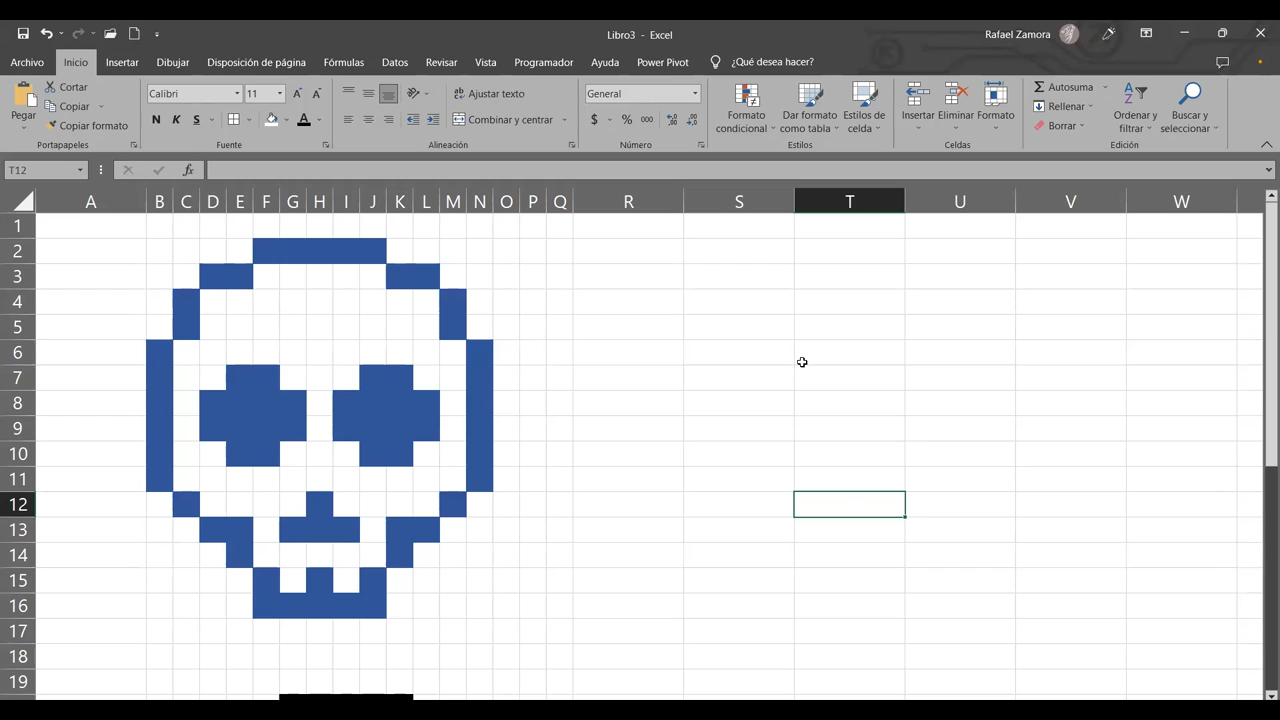 Libro3 - Excel
Rafael Zamora
Archivo Inicio Insertar Dibujar Disposición de página Fórmulas Datos Revisar Vista Programador Ayuda Power Pivot ¿Qué desea hacer?
Pegar
Cortar
Copiar
Copiar formato
Portapapeles
Calibri 11
N K S
Fuente
Ajustar texto
Combinar y centrar
Alineación
General
$ % 000
Número
Formato condicional
Dar formato como tabla
Estilos de celda
Estilos
Insertar Eliminar Formato
Celdas
Autosuma
Rellenar
Borrar
Ordenar y filtrar
Buscar y seleccionar
Edición
T12 fx
A B C D E F G H I J K L M N O P Q R S T U V W
1
2
3
4
5
6
7
8
9
10
11
12
13
14
15
16
17
18
19